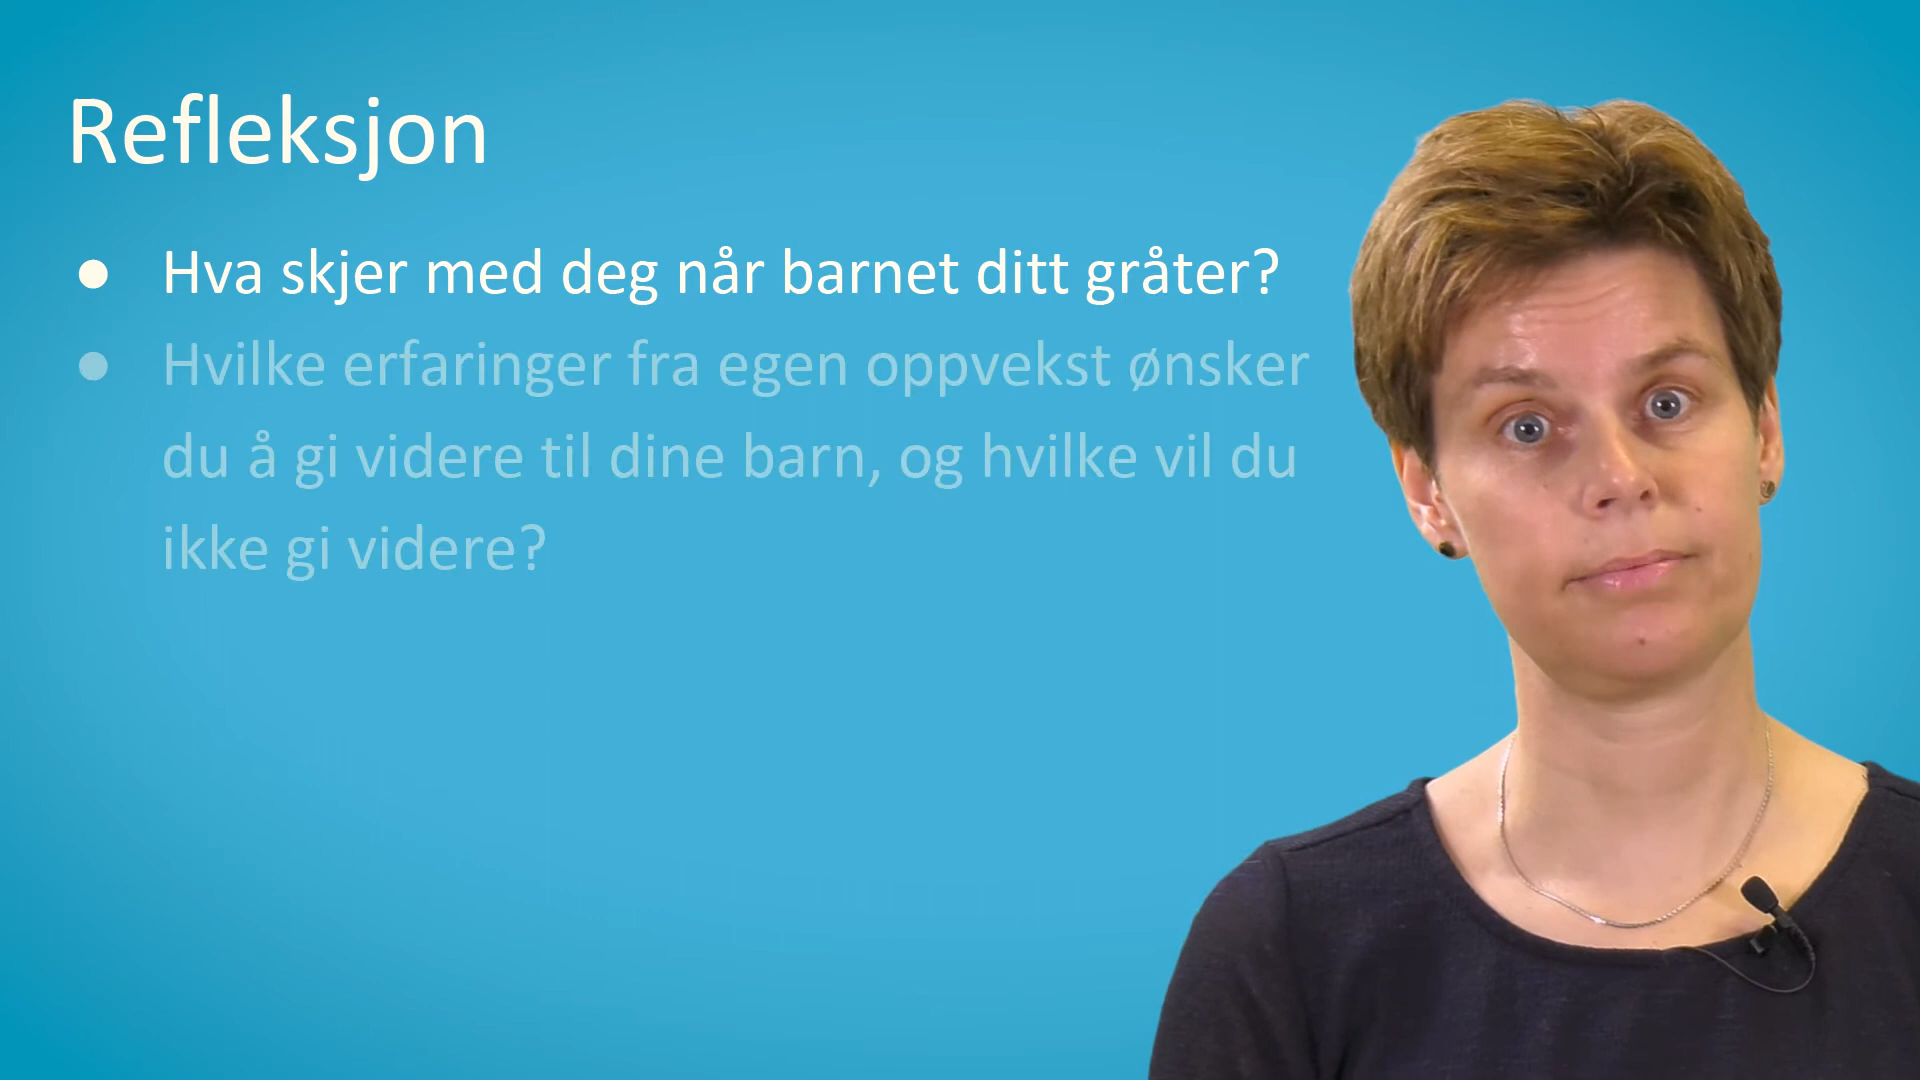 Refleksjon
● Hva skjer med deg når barnet ditt gråter?
● Hvilke erfaringer fra egen oppvekst ønsker
du å gi videre til dine barn, og hvilke vil du
ikke gi videre?